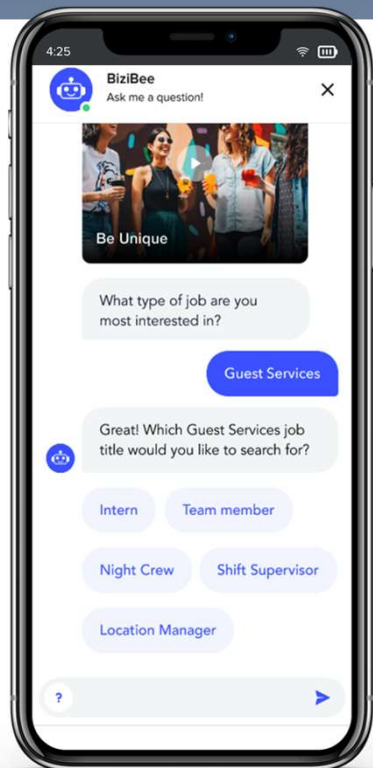 4:25
BiziBee
Ask me a question!
Be Unique
What type of job are you
most interested in?
Guest Services
Great! Which Guest Services job
title would you like to search for?
Intern
Team member
Night Crew
Shift Supervisor
Location Manager
?